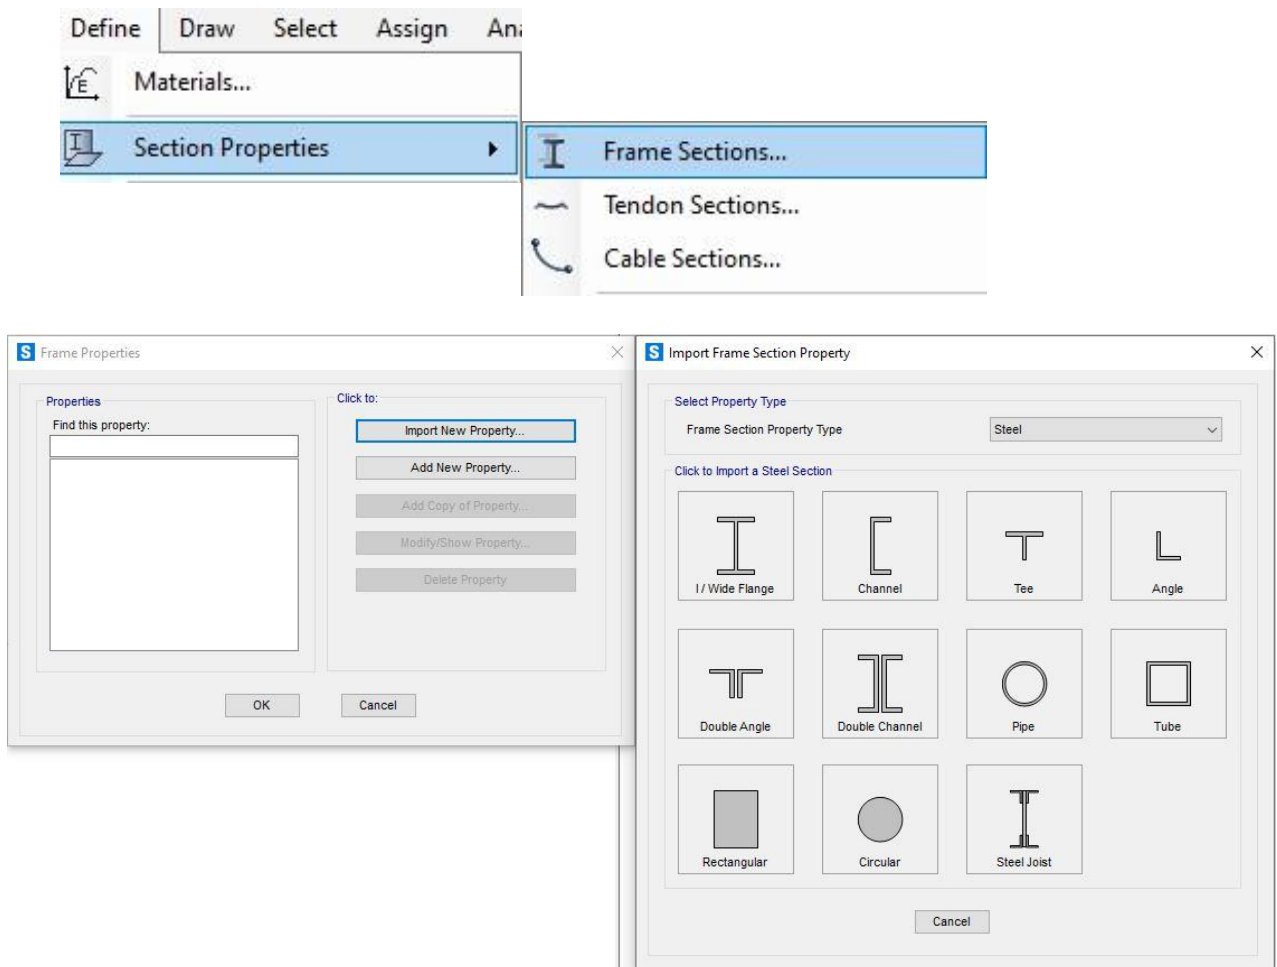 Define Draw Select Assign Ana
Materials...
Section Properties
Frame Sections...
Tendon Sections...
Cable Sections...
S Frame Properties
Properties
Find this property:
Click to:
Import New Property...
Add New Property...
Add Copy of Property...
Modify/Show Property...
Delete Property
OK Cancel
S Import Frame Section Property
Select Property Type
Frame Section Property Type Steel
Click to Import a Steel Section
I / Wide Flange Channel Tee Angle
Double Angle Double Channel Pipe Tube
Rectangular Circular Steel Joist
Cancel